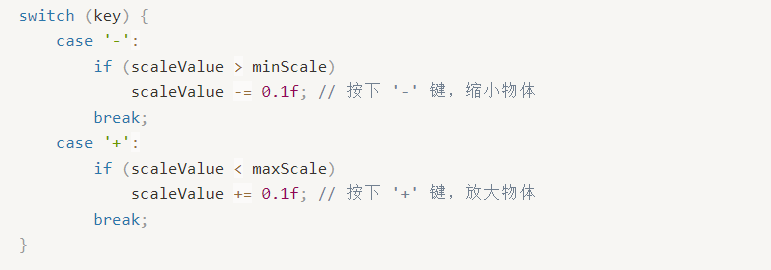 switch (key) {
    case '-':
        if (scaleValue > minScale)
            scaleValue -= 0.1f; // 按下 '-' 键，缩小物体
        break;
    case '+':
        if (scaleValue < maxScale)
            scaleValue += 0.1f; // 按下 '+' 键，放大物体
        break;
}